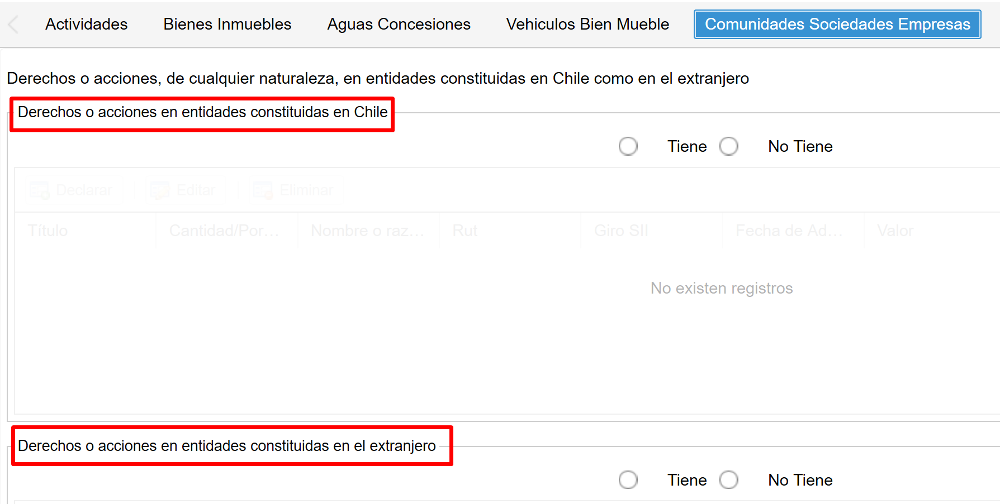 Actividades Bienes Inmuebles Aguas Concesiones Vehiculos Bien Mueble Comunidades Sociedades Empresas
Derechos o acciones, de cualquier naturaleza, en entidades constituidas en Chile como en el extranjero
Derechos o acciones en entidades constituidas en Chile
Tiene No Tiene
Declarar Editar Eliminar
Título Cantidad/Por... Nombre o raz... Rut Giro SII Fecha de Ad... Valor
No existen registros
Derechos o acciones en entidades constituidas en el extranjero
Tiene No Tiene